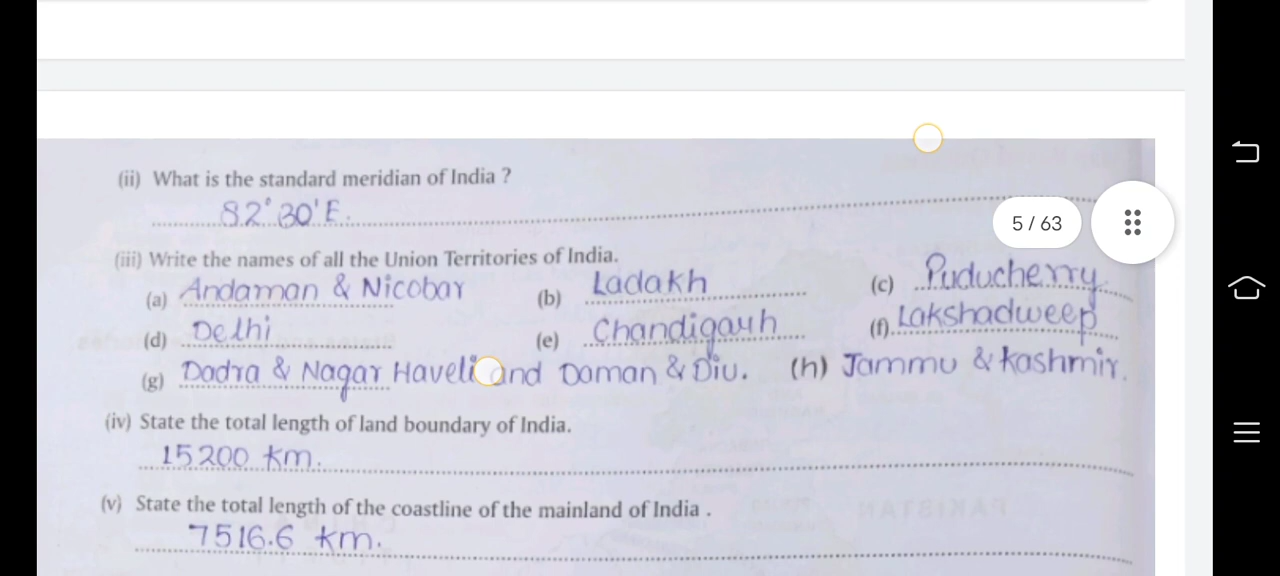 (ii) What is the standard meridian of India ?
82° 30' E.
5 / 63
(iii) Write the names of all the Union Territories of India.
(a) Andaman & Nicobar (b) Ladakh (c) Puducherry
(d) Delhi (e) Chandigarh (f) Lakshadweep
(g) Dadra & Nagar Haveli and Daman & Diu. (h) Jammu & Kashmir.
(iv) State the total length of land boundary of India.
15200 km.
(v) State the total length of the coastline of the mainland of India .
7516.6 km.